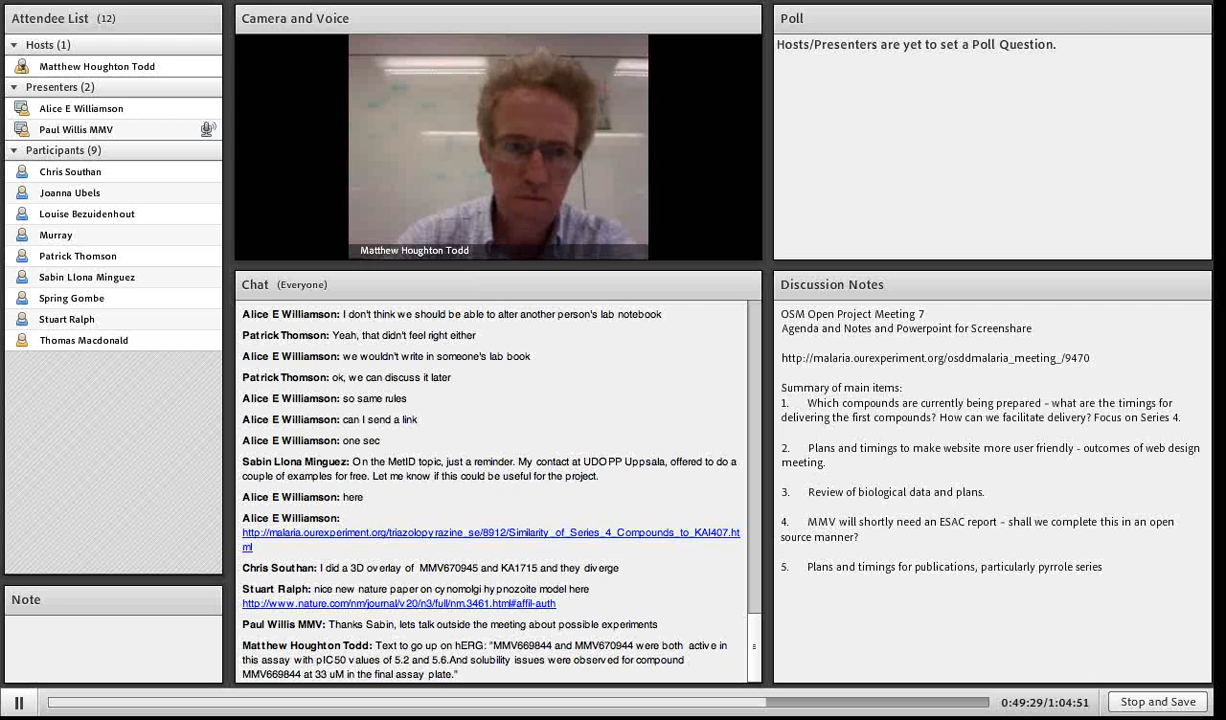 Attendee List (12)
Hosts (1)
Matthew Houghton Todd
Presenters (2)
Alice E Williamson
Paul Willis MMV
Participants (9)
Chris Southan
Joanna Ubels
Louise Bezuidenhout
Murray
Patrick Thomson
Sabin Llona Minguez
Spring Gombe
Stuart Ralph
Thomas Macdonald
Note
Camera and Voice
Matthew Houghton Todd
Chat (Everyone)
Alice E Williamson: I don't think we should be able to alter another person's lab notebook
Patrick Thomson: Yeah, that didn't feel right either
Alice E Williamson: we wouldn't write in someone's lab book
Patrick Thomson: ok, we can discuss it later
Alice E Williamson: so same rules
Alice E Williamson: can I send a link
Alice E Williamson: one sec
Sabin Llona Minguez: On the MetID topic, just a reminder. My contact at UDOPP Uppsala, offered to do a
couple of examples for free. Let me know if this could be useful for the project.
Alice E Williamson: here
Alice E Williamson:
http://malaria.ourexperiment.org/triazolopyrazine_se/8912/Similarity_of_Series_4_Compounds_to_KAI407.ht
ml
Chris Southan: I did a 3D overlay of MMV670945 and KA1715 and they diverge
Stuart Ralph: nice new nature paper on cynomolgi hypnozoite model here
http://www.nature.com/nm/journal/v20/n3/full/nm.3461.html#affil-auth
Paul Willis MMV: Thanks Sabin, lets talk outside the meeting about possible experiments
Matthew Houghton Todd: Text to go up on hERG: "MMV669844 and MMV670944 were both active in
this assay with pIC50 values of 5.2 and 5.6.And solubility issues were observed for compound
MMV669844 at 33 uM in the final assay plate."
Poll
Hosts/Presenters are yet to set a Poll Question.
Discussion Notes
OSM Open Project Meeting 7
Agenda and Notes and Powerpoint for Screenshare
http://malaria.ourexperiment.org/osddmalaria_meeting_/9470
Summary of main items:
1. Which compounds are currently being prepared - what are the timings for
delivering the first compounds? How can we facilitate delivery? Focus on Series 4.
2. Plans and timings to make website more user friendly - outcomes of web design
meeting.
3. Review of biological data and plans.
4. MMV will shortly need an ESAC report - shall we complete this in an open
source manner?
5. Plans and timings for publications, particularly pyrrole series
0:49:29/1:04:51
Stop and Save